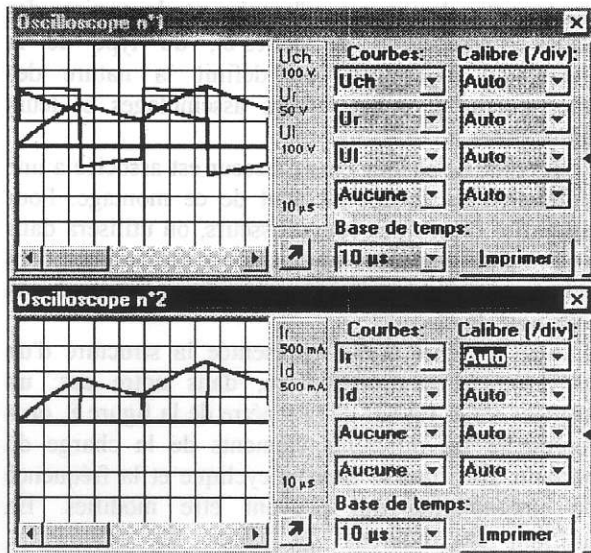 Oscilloscope n°1
Uch
100 V
Ur
50 V
Ul
100 V
10 µs
Courbes: Calibre (/div):
Uch Auto
Ur Auto
Ul Auto
Aucune Auto
Base de temps:
10 µs Imprimer
Oscilloscope n°2
Ir
500 mA
Id
500 mA
10 µs
Courbes: Calibre (/div):
Ir Auto
Id Auto
Aucune Auto
Aucune Auto
Base de temps:
10 µs Imprimer